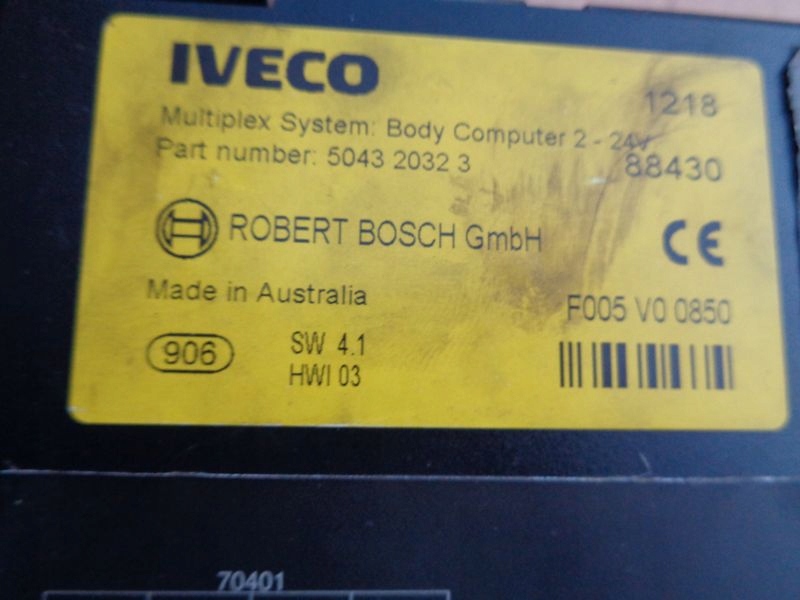 IVECO
1218
Multiplex System: Body Computer 2 - 24V
Part number: 5043 2032 3
88430
BOSCH
ROBERT BOSCH GmbH
CE
Made in Australia
F005 V0 0850
906
SW 4.1
HWI 03
70401